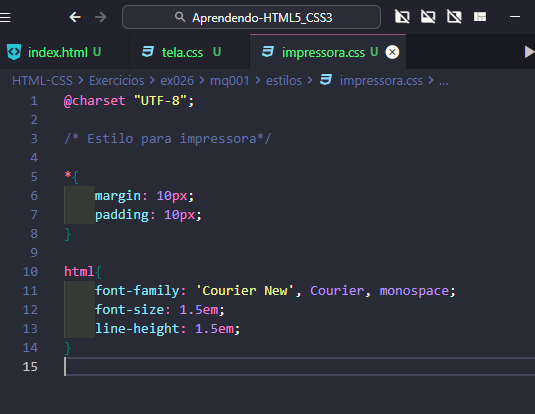 Aprendendo-HTML5_CSS3
index.html U tela.css U impressora.css U
HTML-CSS > Exercicios > ex026 > mq001 > estilos > impressora.css > ...
1 @charset "UTF-8";
2
3 /* Estilo para impressora*/
4
5 *{
6 margin: 10px;
7 padding: 10px;
8 }
9
10 html{
11 font-family: 'Courier New', Courier, monospace;
12 font-size: 1.5em;
13 line-height: 1.5em;
14 }
15